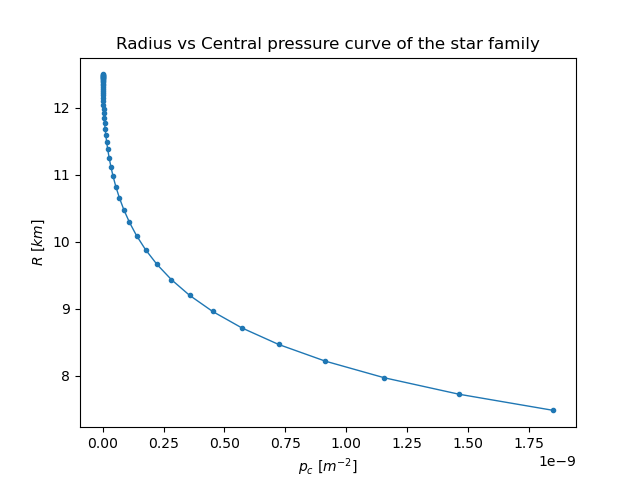 Radius vs Central pressure curve of the star family
12
11
10
9
8
R [km]
0.00 0.25 0.50 0.75 1.00 1.25 1.50 1.75
1e−9
p_c [m^{−2}]